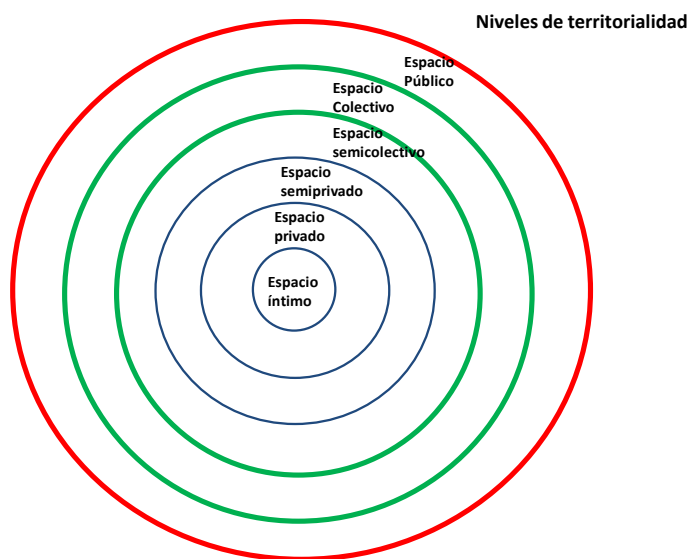 Niveles de territorialidad
Espacio
Público
Espacio
Colectivo
Espacio
semicolectivo
Espacio
semiprivado
Espacio
privado
Espacio
íntimo